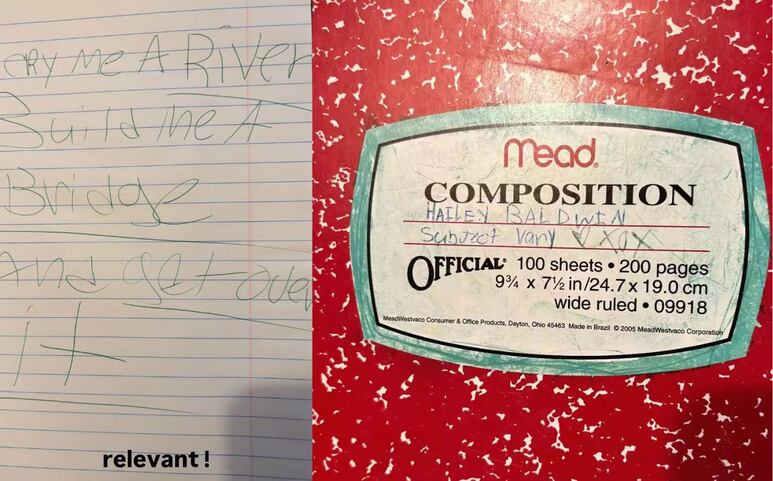 CRY ME A RiVer
Build me A
Bridge
And get over
it
relevant!
Mead®
COMPOSITION
HAILEY BALDWIN
Subject Vary XOX
OFFICIAL® 100 sheets • 200 pages
9¾ x 7½ in/24.7 x 19.0 cm
wide ruled • 09918
MeadWestvaco Consumer & Office Products, Dayton, Ohio 45463 Made in Brazil © 2005 MeadWestvaco Corporation